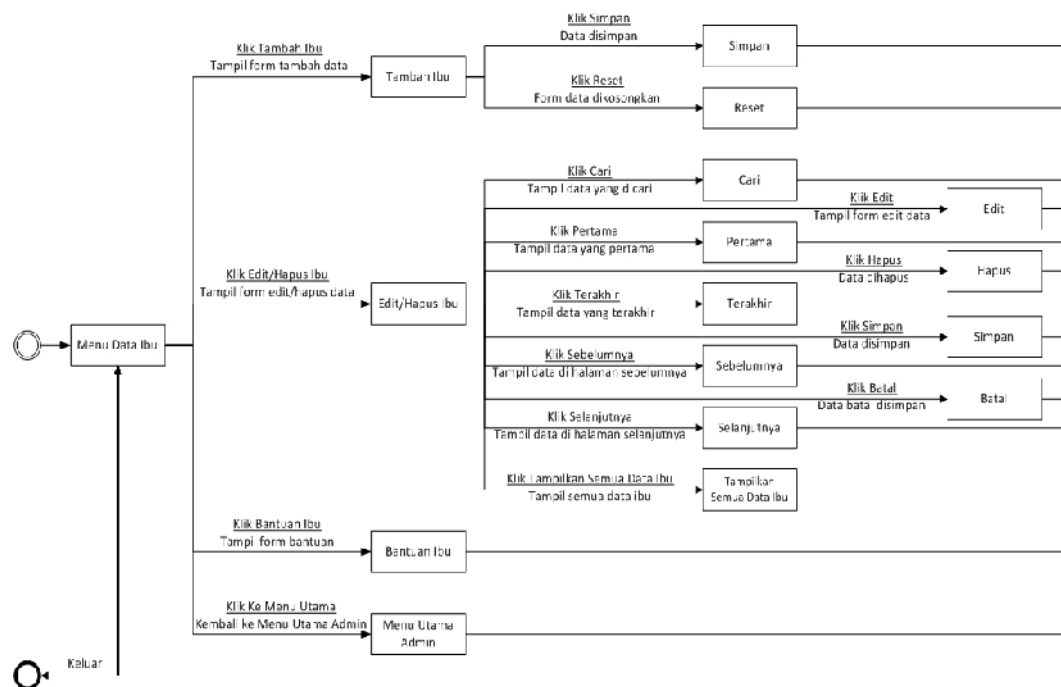 Klik Simpan
Data disimpan
Simpan
Klik Tambah Ibu
Tampil form tambah data
Tambah Ibu
Klik Reset
Form data dikosongkan
Reset
Klik Cari
Tampil data yang dicari
Cari
Klik Edit
Tampil form edit data
Edit
Klik Pertama
Tampil data yang pertama
Pertama
Klik Hapus
Data dihapus
Hapus
Klik Edit/Hapus Ibu
Tampil form edit/hapus data
Edit/Hapus Ibu
Klik Terakhir
Tampil data yang terakhir
Terakhir
Klik Simpan
Data disimpan
Simpan
Menu Data Ibu
Klik Sebelumnya
Tampil data di halaman sebelumnya
Sebelumnya
Klik Batal
Data batal disimpan
Batal
Klik Selanjutnya
Tampil data di halaman selanjutnya
Selanjutnya
Klik Tampilkan Semua Data Ibu
Tampil semua data ibu
Tampilkan
Semua Data Ibu
Klik Bantuan Ibu
Tampil form bantuan
Bantuan Ibu
Klik Ke Menu Utama
Kembali ke Menu Utama Admin
Menu Utama
Admin
Keluar